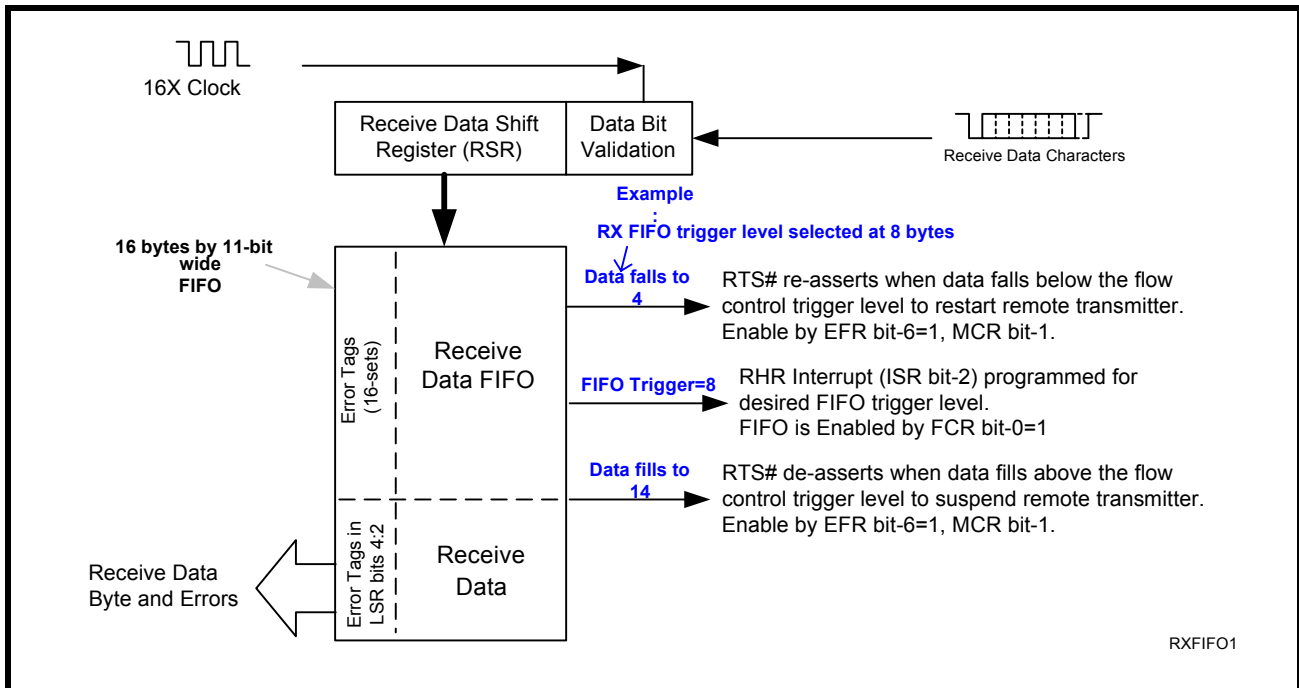 16X Clock
Receive Data Shift
Register (RSR)
Data Bit
Validation
Receive Data Characters
Example
:
RX FIFO trigger level selected at 8 bytes
16 bytes by 11-bit
wide
FIFO
Data falls to
4
RTS# re-asserts when data falls below the flow
control trigger level to restart remote transmitter.
Enable by EFR bit-6=1, MCR bit-1.
Error Tags
(16-sets)
Receive
Data FIFO
FIFO Trigger=8
RHR Interrupt (ISR bit-2) programmed for
desired FIFO trigger level.
FIFO is Enabled by FCR bit-0=1
Data fills to
14
RTS# de-asserts when data fills above the flow
control trigger level to suspend remote transmitter.
Enable by EFR bit-6=1, MCR bit-1.
Error Tags in
LSR bits 4:2
Receive
Data
Receive Data
Byte and Errors
RXFIFO1